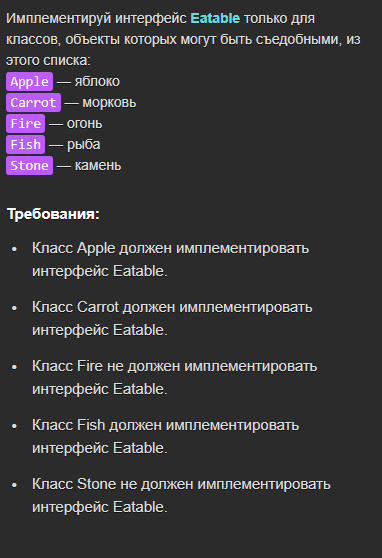 Имплементируй интерфейс Eatable только для
классов, объекты которых могут быть съедобными, из
этого списка:
Apple — яблоко
Carrot — морковь
Fire — огонь
Fish — рыба
Stone — камень
Требования:
• Класс Apple должен имплементировать
интерфейс Eatable.
• Класс Carrot должен имплементировать
интерфейс Eatable.
• Класс Fire не должен имплементировать
интерфейс Eatable.
• Класс Fish должен имплементировать
интерфейс Eatable.
• Класс Stone не должен имплементировать
интерфейс Eatable.